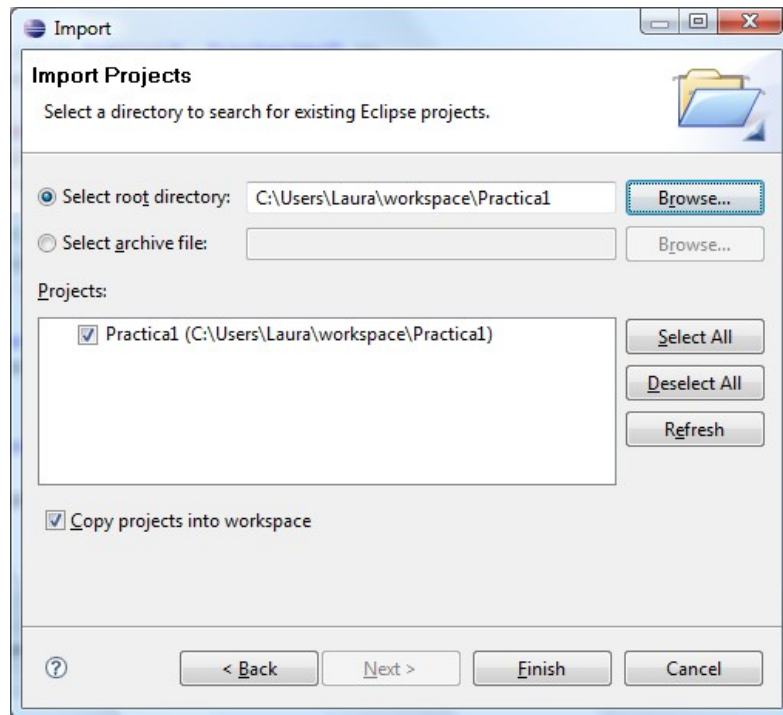 Import
Import Projects
Select a directory to search for existing Eclipse projects.
Select root directory: C:\Users\Laura\workspace\Practica1 Browse...
Select archive file: Browse...
Projects:
Practica1 (C:\Users\Laura\workspace\Practica1)
Select All
Deselect All
Refresh
Copy projects into workspace
? < Back Next > Finish Cancel